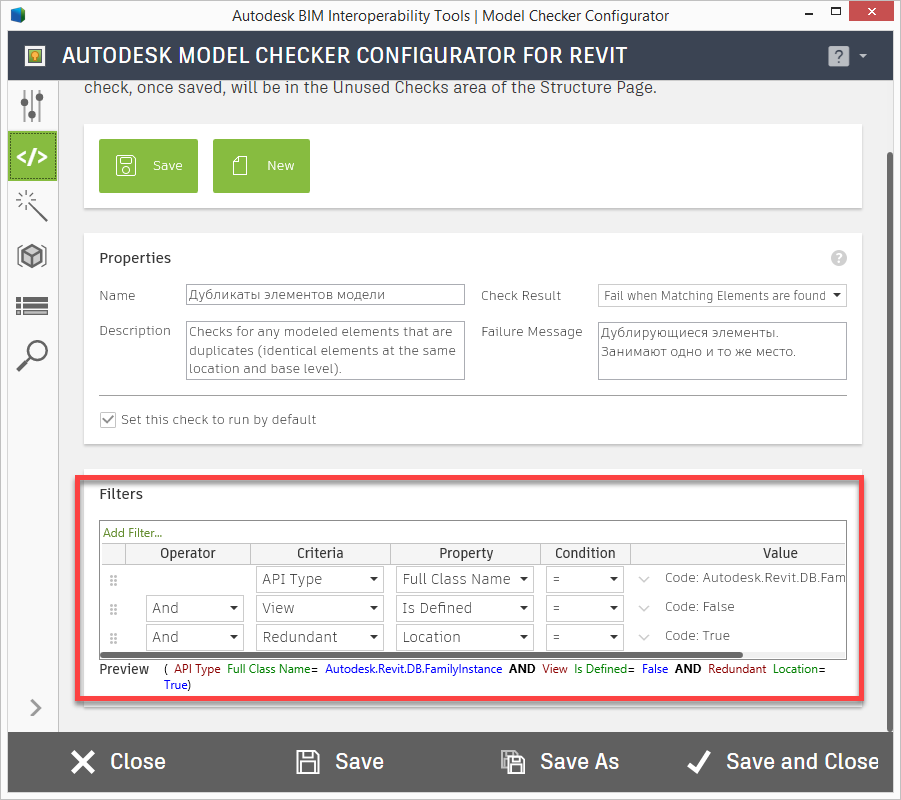 Autodesk BIM Interoperability Tools | Model Checker Configurator
AUTODESK MODEL CHECKER CONFIGURATOR FOR REVIT
?
check, once saved, will be in the Unused Checks area of the Structure Page.
</>
Save
New
Properties
?
Name
Дубликаты элементов модели
Check Result
Fail when Matching Elements are found
Description
Checks for any modeled elements that are
duplicates (identical elements at the same
location and base level).
Failure Message
Дублирующиеся элементы.
Занимают одно и то же место.
Set this check to run by default
Filters
Add Filter...
Operator Criteria Property Condition Value
API Type Full Class Name = Code: Autodesk.Revit.DB.Fam
And View Is Defined = Code: False
And Redundant Location = Code: True
Preview ( API Type Full Class Name= Autodesk.Revit.DB.FamilyInstance AND View Is Defined= False AND Redundant Location=
True)
Close Save Save As Save and Close